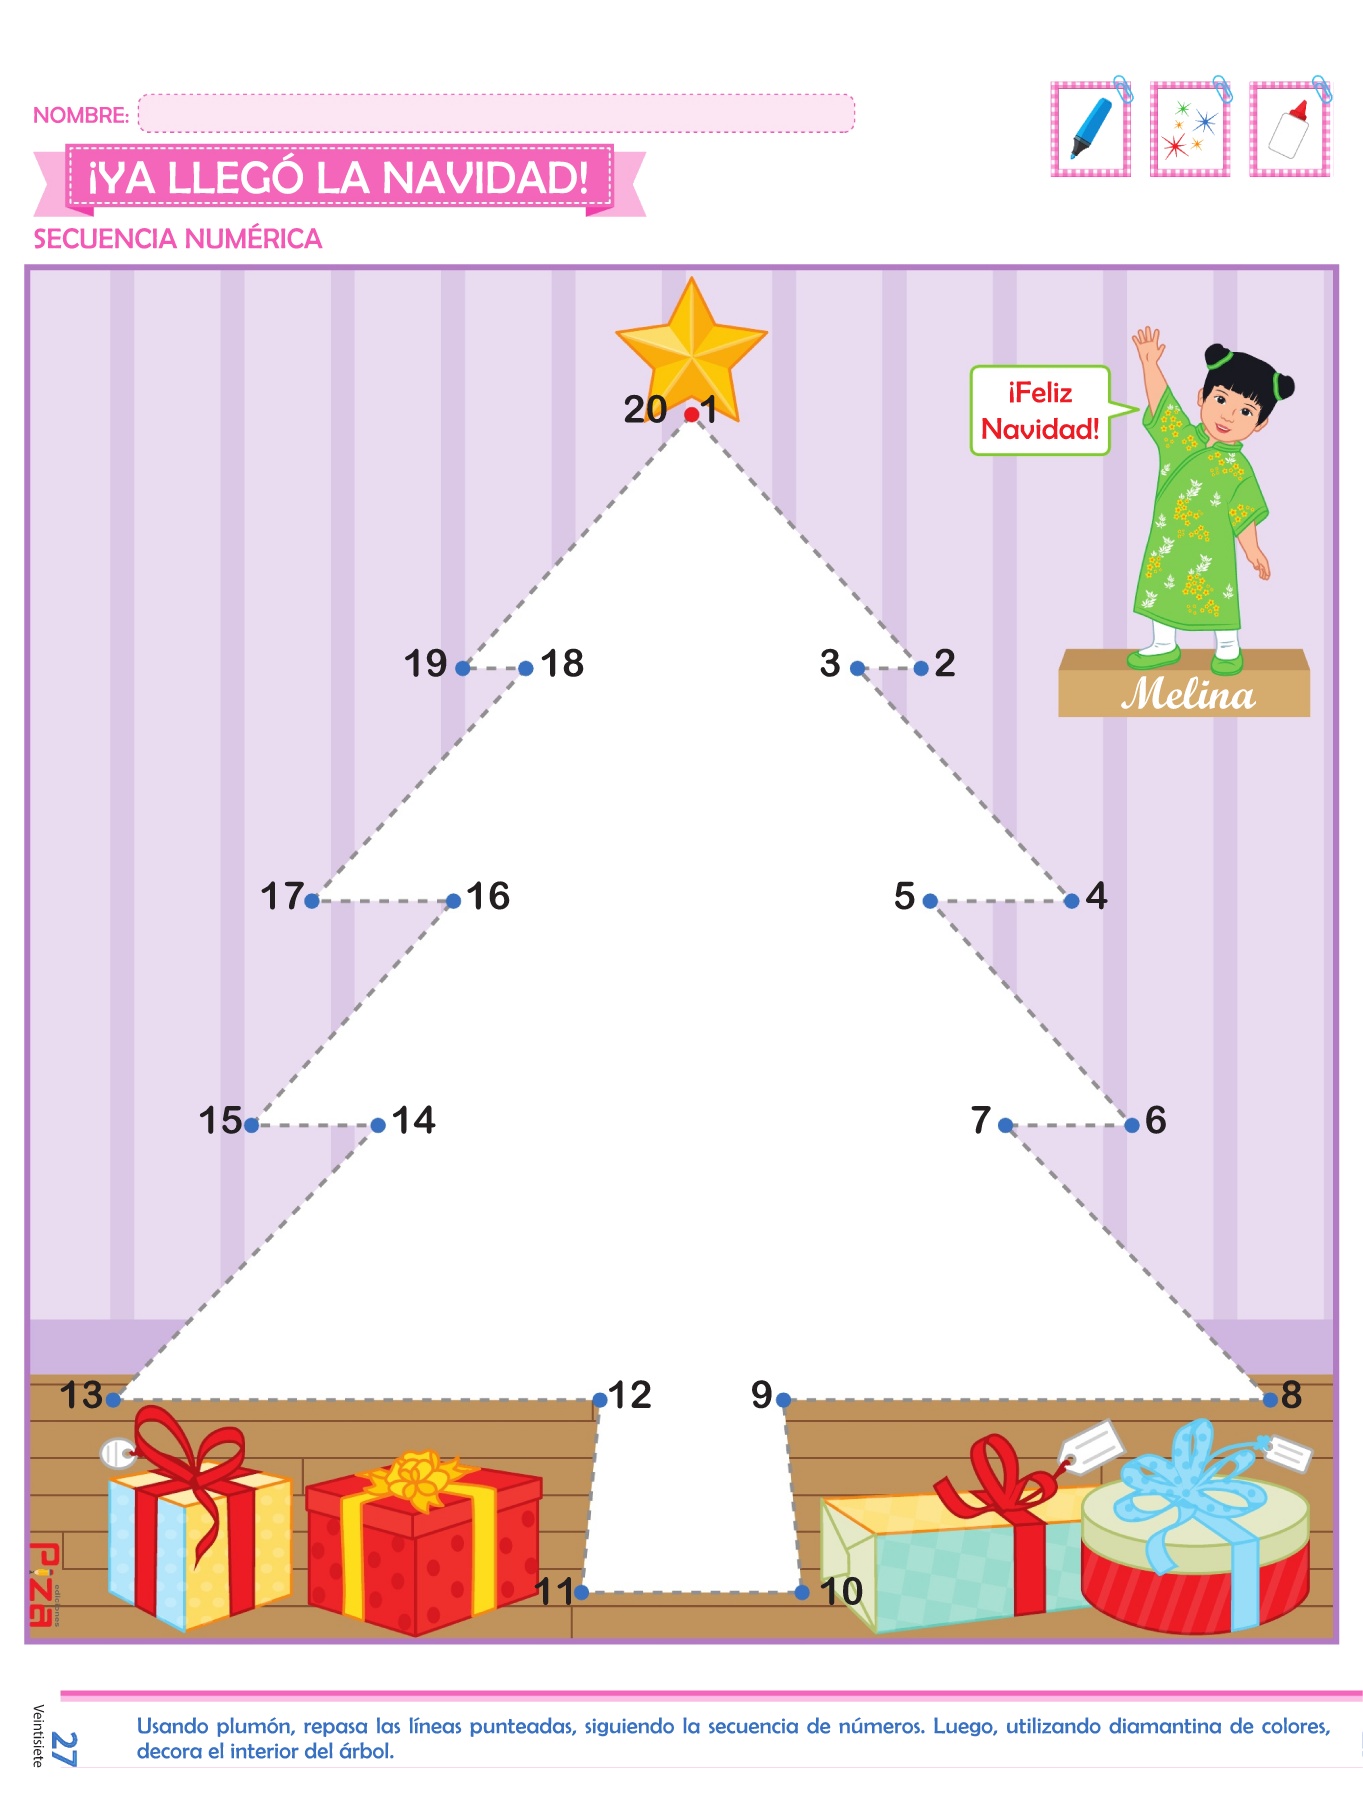 NOMBRE:
¡YA LLEGÓ LA NAVIDAD!
SECUENCIA NUMÉRICA
¡Feliz
Navidad!
20 1
19 18 3 2
Melina
17 16 5 4
15 14 7 6
13 12 9 8
11 10
Piza
ediciones
Usando plumón, repasa las líneas punteadas, siguiendo la secuencia de números. Luego, utilizando diamantina de colores,
decora el interior del árbol.
27
Veintisiete